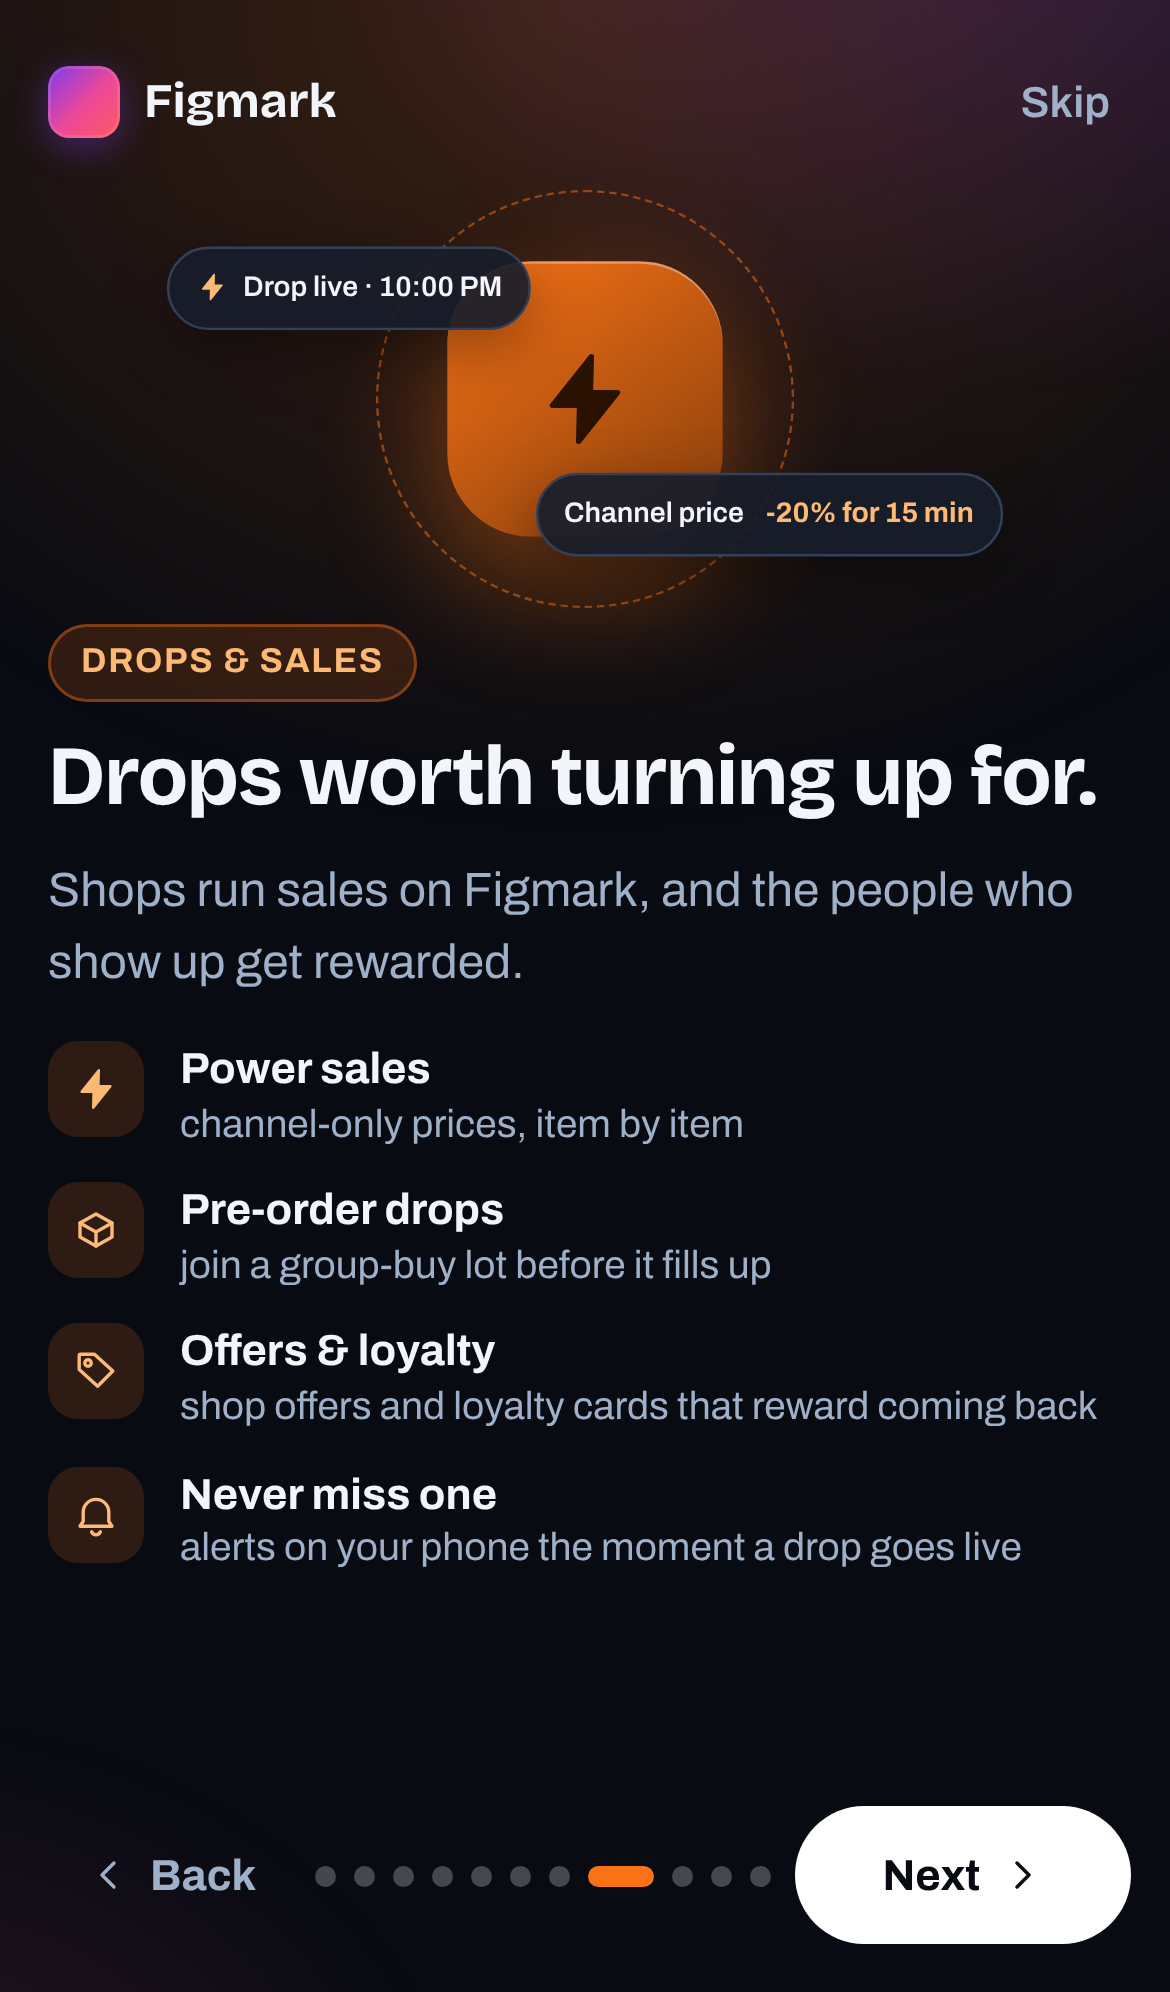 Figmark
Skip
Drop live · 10:00 PM
Channel price -20% for 15 min
DROPS & SALES
Drops worth turning up for.
Shops run sales on Figmark, and the people who
show up get rewarded.
Power sales
channel-only prices, item by item
Pre-order drops
join a group-buy lot before it fills up
Offers & loyalty
shop offers and loyalty cards that reward coming back
Never miss one
alerts on your phone the moment a drop goes live
Back
Next